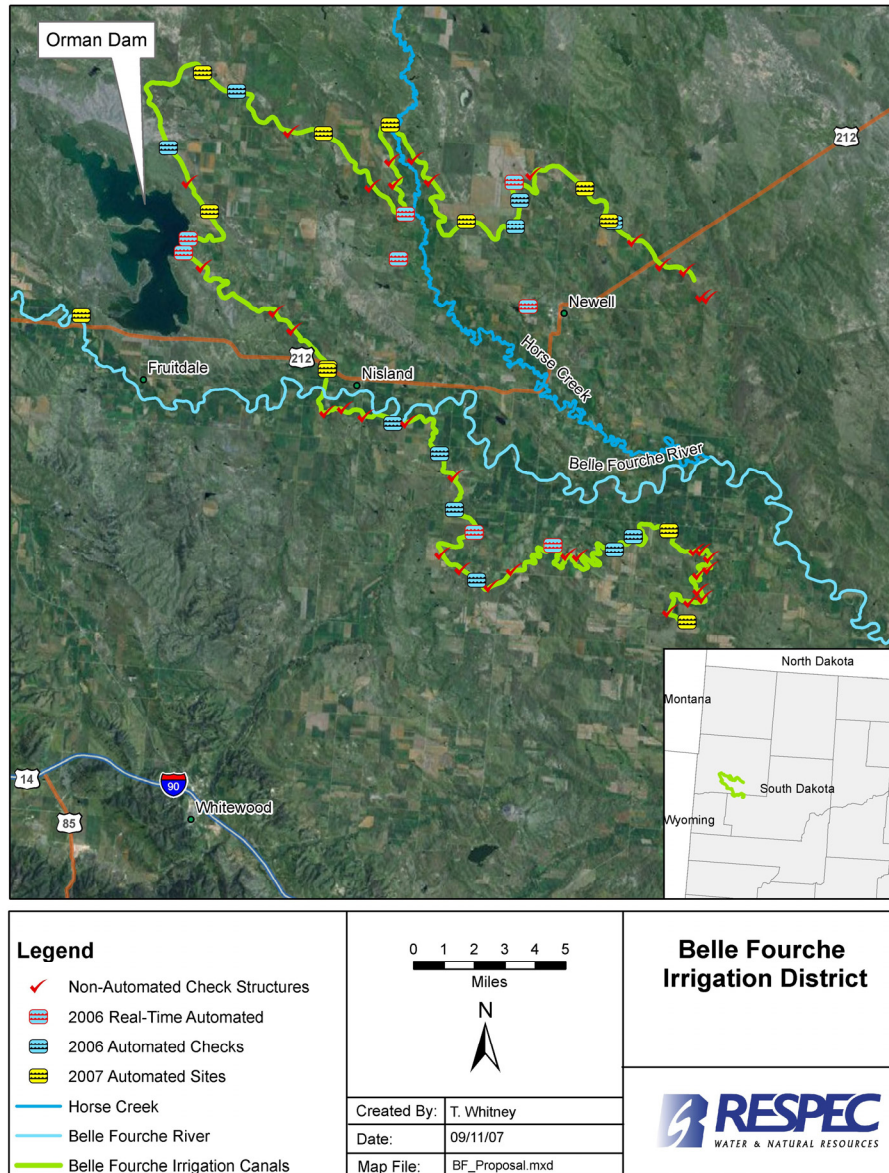 Orman Dam
212
Newell
Horse Creek
Fruitdale
212
Nisland
Belle Fourche River
14
90
85
Whitewood
North Dakota
Montana
South Dakota
Wyoming
Legend
Non-Automated Check Structures
2006 Real-Time Automated
2006 Automated Checks
2007 Automated Sites
Horse Creek
Belle Fourche River
Belle Fourche Irrigation Canals
0 1 2 3 4 5
Miles
N
Created By: T. Whitney
Date: 09/11/07
Map File: BF_Proposal.mxd
Belle Fourche
Irrigation District
RESPEC
WATER & NATURAL RESOURCES